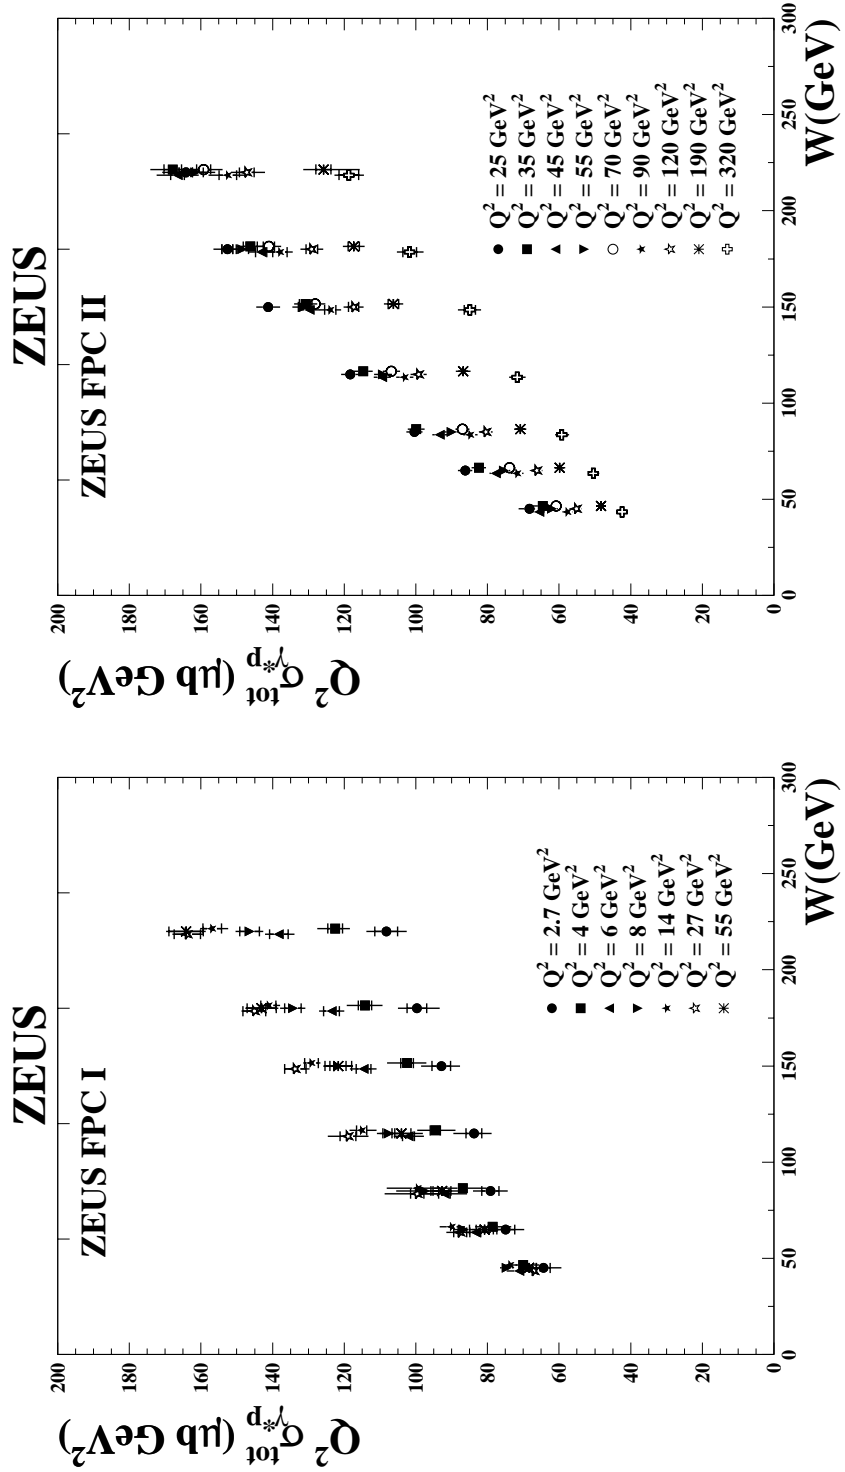 ZEUS
ZEUS FPC I
Q² σ^tot_γ*p (μb GeV²)
200
180
160
140
120
100
80
60
40
20
0
0 50 100 150 200 250 300
W(GeV)
Q² = 2.7 GeV²
Q² = 4 GeV²
Q² = 6 GeV²
Q² = 8 GeV²
Q² = 14 GeV²
Q² = 27 GeV²
Q² = 55 GeV²
ZEUS
ZEUS FPC II
Q² σ^tot_γ*p (μb GeV²)
200
180
160
140
120
100
80
60
40
20
0
0 50 100 150 200 250 300
W(GeV)
Q² = 25 GeV²
Q² = 35 GeV²
Q² = 45 GeV²
Q² = 55 GeV²
Q² = 70 GeV²
Q² = 90 GeV²
Q² = 120 GeV²
Q² = 190 GeV²
Q² = 320 GeV²